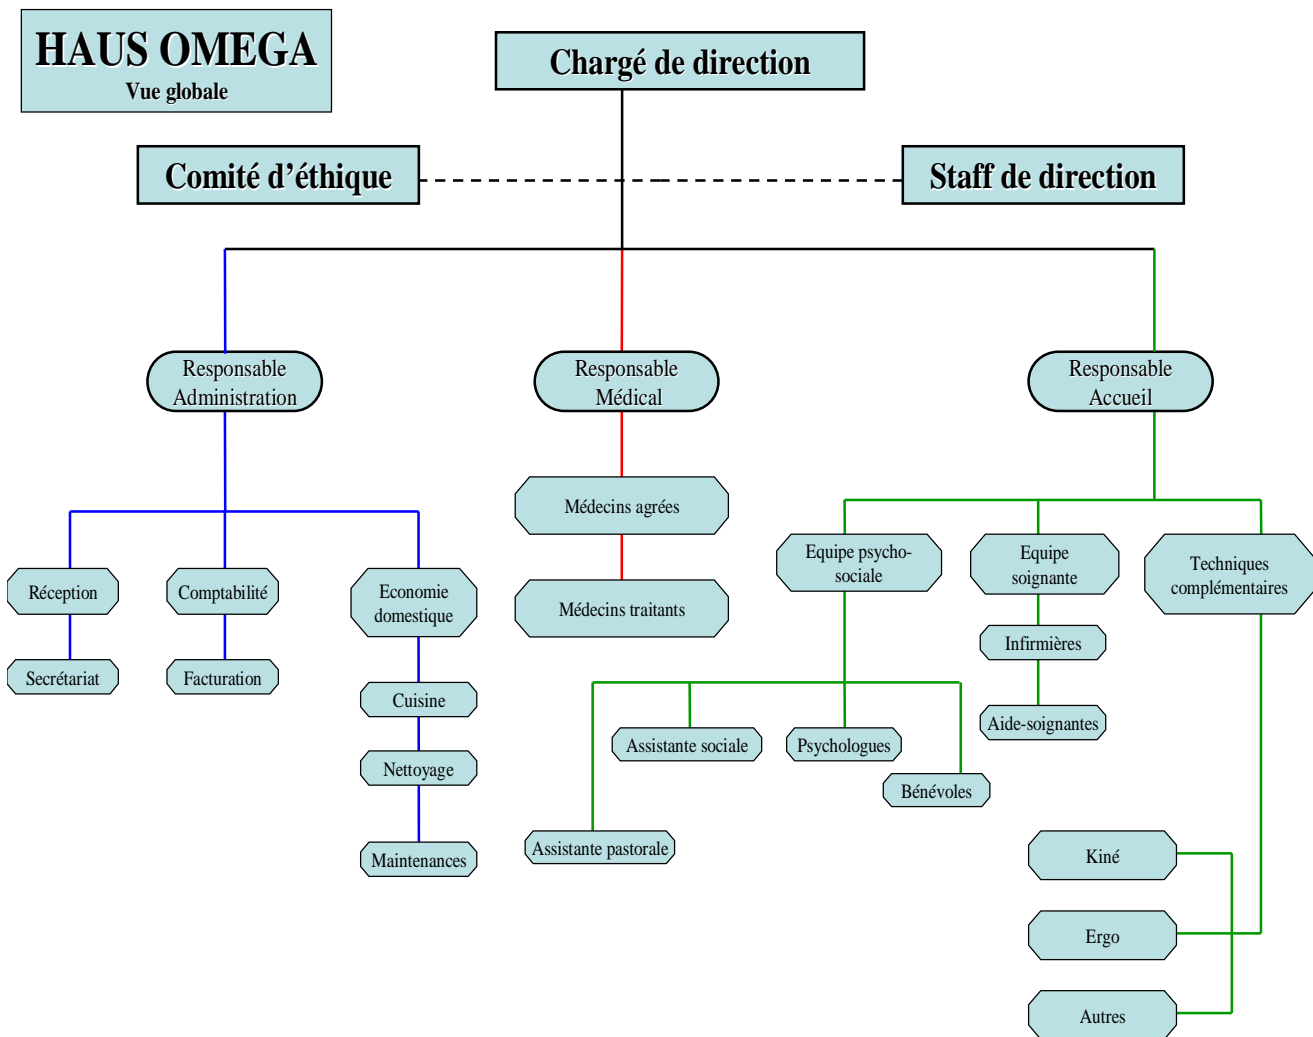 HAUS OMEGA
Vue globale
Chargé de direction
Comité d’éthique
Staff de direction
Responsable
Administration
Responsable
Médical
Responsable
Accueil
Médecins agrées
Médecins traitants
Réception
Secrétariat
Comptabilité
Facturation
Economie
domestique
Cuisine
Nettoyage
Maintenances
Equipe psycho-
sociale
Equipe
soignante
Techniques
complémentaires
Infirmières
Aide-soignantes
Assistante sociale
Psychologues
Bénévoles
Assistante pastorale
Kiné
Ergo
Autres